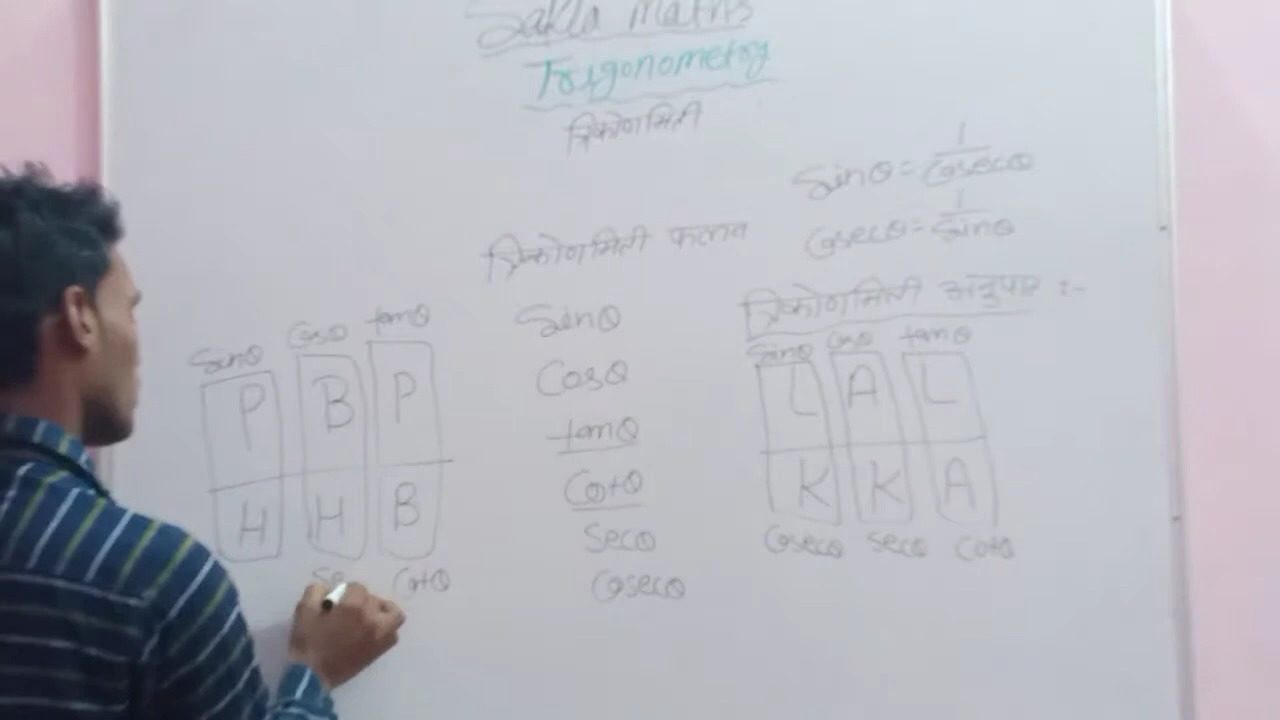 Sakla Maths
Trigonometry
त्रिकोणमिती
Sinθ = 1/Cosecθ
Cosecθ = 1/Sinθ
त्रिकोणमिती फलन
त्रिकोणमिती अनुपात :-
Sinθ Cosθ tanθ
P B P
H H B
Se Cotθ
Sinθ
Cosθ
tanθ
Cotθ
Secθ
Cosecθ
Sinθ Cosθ tanθ
L A L
K K A
Cosecθ Secθ Cotθ